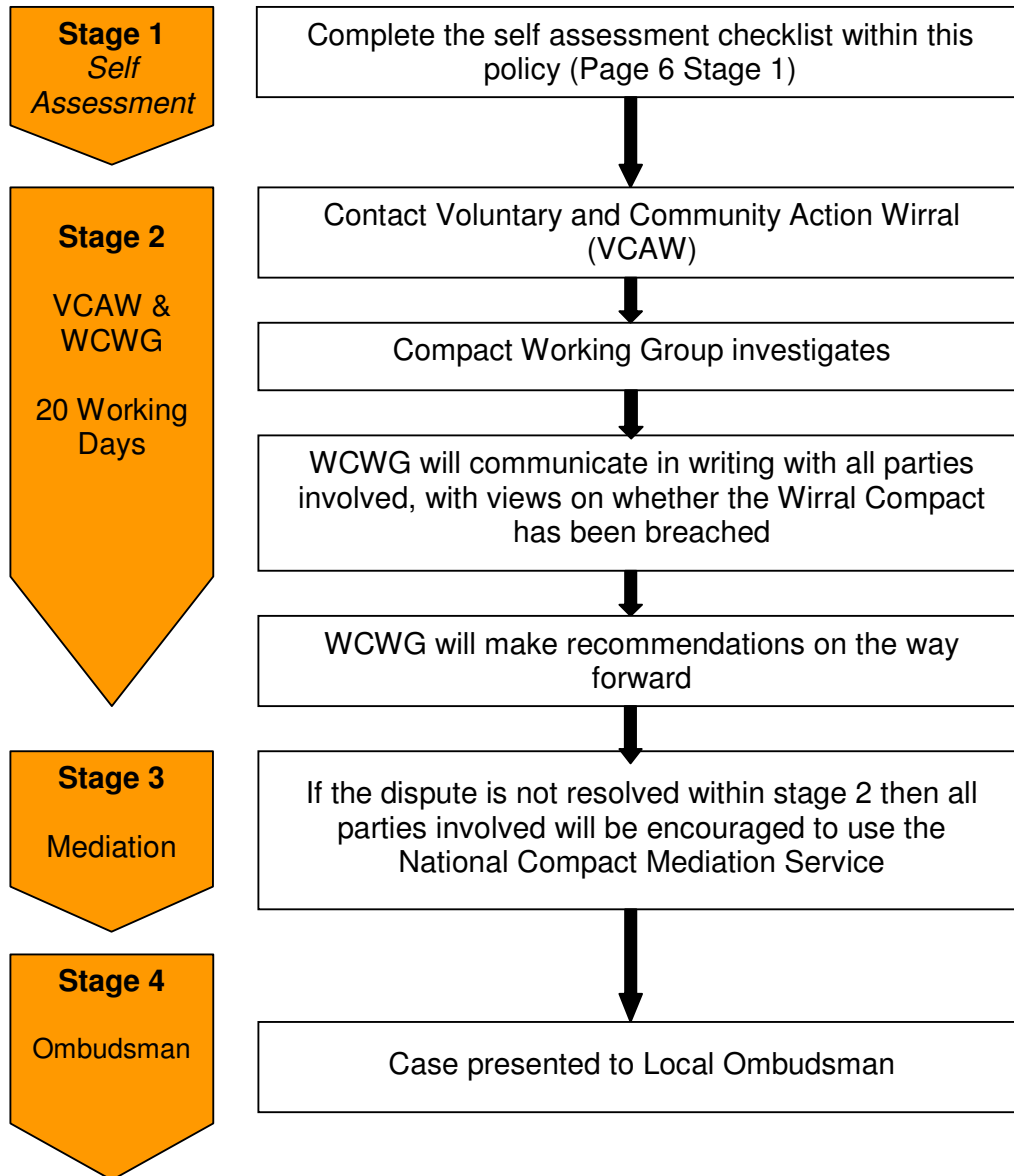 Stage 1
Self
Assessment
Complete the self assessment checklist within this
policy (Page 6 Stage 1)
Stage 2
VCAW &
WCWG
20 Working
Days
Contact Voluntary and Community Action Wirral
(VCAW)
Compact Working Group investigates
WCWG will communicate in writing with all parties
involved, with views on whether the Wirral Compact
has been breached
WCWG will make recommendations on the way
forward
Stage 3
Mediation
If the dispute is not resolved within stage 2 then all
parties involved will be encouraged to use the
National Compact Mediation Service
Stage 4
Ombudsman
Case presented to Local Ombudsman